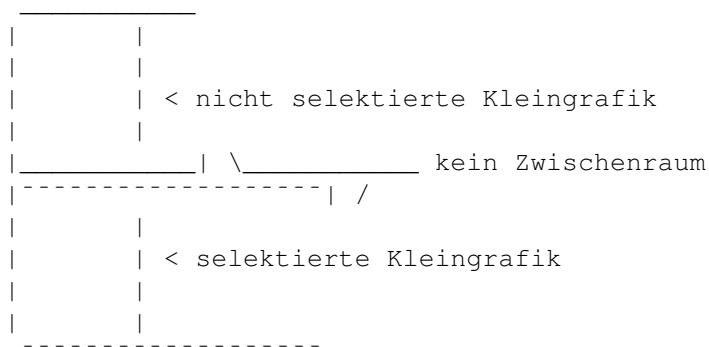 < nicht selektierte Kleingrafik
kein Zwischenraum
< selektierte Kleingrafik